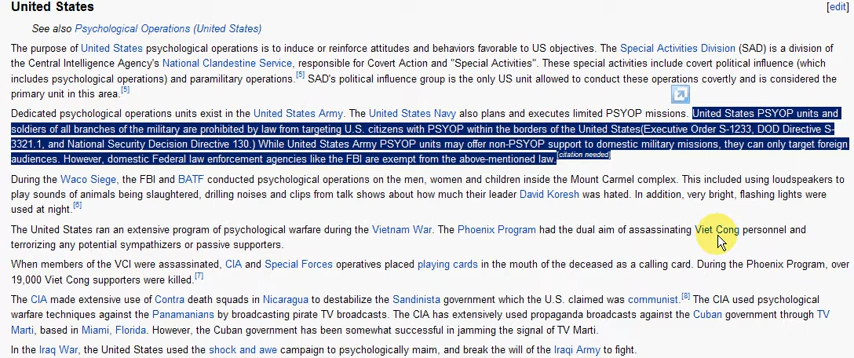 United States
[edit]
See also Psychological Operations (United States)
The purpose of United States psychological operations is to induce or reinforce attitudes and behaviors favorable to US objectives. The Special Activities Division (SAD) is a division of
the Central Intelligence Agency's National Clandestine Service, responsible for Covert Action and "Special Activities". These special activities include covert political influence (which
includes psychological operations) and paramilitary operations.[5] SAD's political influence group is the only US unit allowed to conduct these operations covertly and is considered the
primary unit in this area.[5]
Dedicated psychological operations units exist in the United States Army. The United States Navy also plans and executes limited PSYOP missions. United States PSYOP units and
soldiers of all branches of the military are prohibited by law from targeting U.S. citizens with PSYOP within the borders of the United States(Executive Order S-1233, DOD Directive S-
3321.1, and National Security Decision Directive 130.) While United States Army PSYOP units may offer non-PSYOP support to domestic military missions, they can only target foreign
audiences. However, domestic Federal law enforcement agencies like the FBI are exempt from the above-mentioned law.[citation needed]
During the Waco Siege, the FBI and BATF conducted psychological operations on the men, women and children inside the Mount Carmel complex. This included using loudspeakers to
play sounds of animals being slaughtered, drilling noises and clips from talk shows about how much their leader David Koresh was hated. In addition, very bright, flashing lights were
used at night.[6]
The United States ran an extensive program of psychological warfare during the Vietnam War. The Phoenix Program had the dual aim of assassinating Viet Cong personnel and
terrorizing any potential sympathizers or passive supporters.
When members of the VCI were assassinated, CIA and Special Forces operatives placed playing cards in the mouth of the deceased as a calling card. During the Phoenix Program, over
19,000 Viet Cong supporters were killed.[7]
The CIA made extensive use of Contra death squads in Nicaragua to destabilize the Sandinista government which the U.S. claimed was communist.[8] The CIA used psychological
warfare techniques against the Panamanians by broadcasting pirate TV broadcasts. The CIA has extensively used propaganda broadcasts against the Cuban government through TV
Marti, based in Miami, Florida. However, the Cuban government has been somewhat successful in jamming the signal of TV Marti.
In the Iraq War, the United States used the shock and awe campaign to psychologically maim, and break the will of the Iraqi Army to fight.